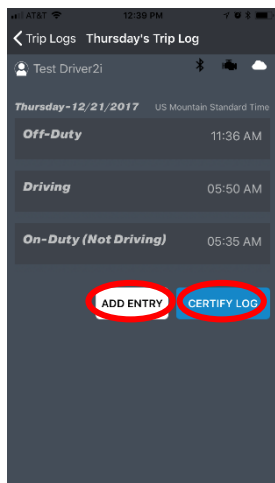 AT&T 12:39 PM
Trip Logs Thursday's Trip Log
Test Driver2i
Thursday-12/21/2017 US Mountain Standard Time
Off-Duty 11:36 AM
Driving 05:50 AM
On-Duty (Not Driving) 05:35 AM
ADD ENTRY CERTIFY LOG